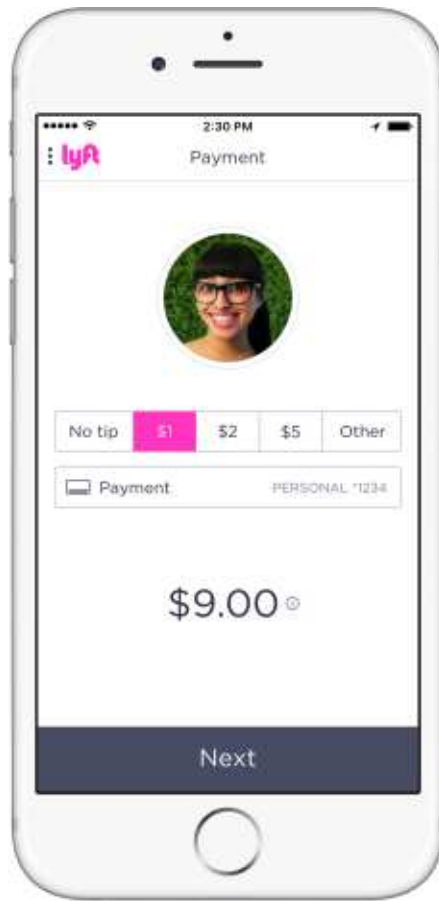 2:30 PM
lyft Payment
No tip $1 $2 $5 Other
Payment PERSONAL *1234
$9.00
Next